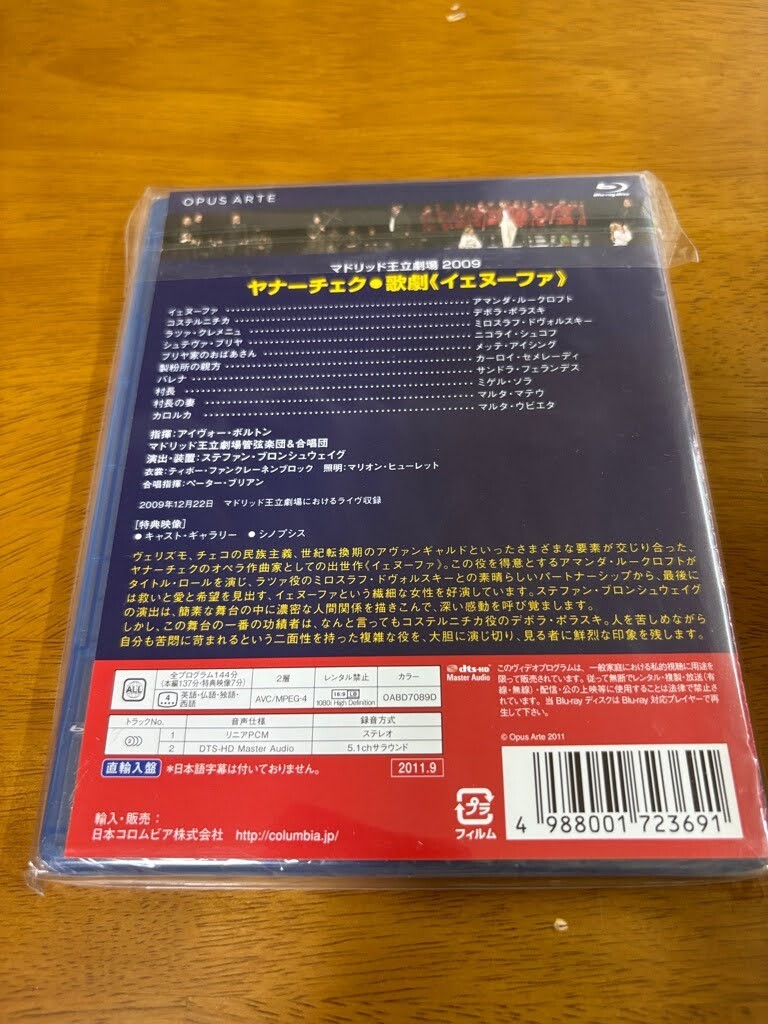 OPUS ARTE
Blu-ray Disc
マドリッド王立劇場 2009
ヤナーチェク●歌劇《イェヌーファ》
イェヌーファ アマンダ・ルークロフト
コステルニチカ デボラ・ポラスキ
ラツァ・クレメニュ ミロスラフ・ドヴォルスキー
シュテヴァ・ブリヤ ニコライ・シュコフ
ブリヤ家のおばあさん メッテ・アイシング
製粉所の親方 カーロイ・セメレーディ
バレナ サンドラ・フェランデス
村長 ミゲル・ソラ
村長の妻 マルタ・マテウ
カロルカ マルタ・ウビエタ
指揮：アイヴォー・ボルトン
マドリッド王立劇場管弦楽団&合唱団
演出・装置：ステファン・ブロンシュウェイグ
衣裳：ティボー・ファンクレーネンブロック 照明：マリオン・ヒューレット
合唱指揮：ペーター・ブリアン
2009年12月22日 マドリッド王立劇場におけるライヴ収録
[特典映像]
●キャスト・ギャラリー ●シノプシス
ヴェリズモ、チェコの民族主義、世紀転換期のアヴァンギャルドといったさまざまな要素が交じり合った、
ヤナーチェクのオペラ作曲家としての出世作《イェヌーファ》。この役を得意とするアマンダ・ルークロフトが
タイトル・ロールを演じ、ラツァ役のミロスラフ・ドヴォルスキーとの素晴らしいパートナーシップから、最後に
は救いと愛と希望を見出す、イェヌーファという繊細な女性を好演しています。ステファン・ブロンシュウェイグ
の演出は、簡素な舞台の中に濃密な人間関係を描きこんで、深い感動を呼び覚まします。
しかし、この舞台の一番の功績者は、なんと言ってもコステルニチカ役のデボラ・ポラスキ。人を苦しめながら
自分も苦悶に苛まれるという二面性を持った複雑な役を、大胆に演じ切り、見る者に鮮烈な印象を残します。
ALL
全プログラム144分
(本編137分・特典映像7分)
2層
レンタル禁止
カラー
4
英語・仏語・独語・
西語
AVC/MPEG-4
16:9 LB
1080i High Definition
OABD7089D
トラックNo. 音声仕様 録音方式
1 リニアPCM ステレオ
2 DTS-HD Master Audio 5.1chサラウンド
直輸入盤 *日本語字幕は付いておりません。 2011.9
輸入・販売：
日本コロムビア株式会社 http://columbia.jp/
dts-HD
Master Audio
このヴィデオプログラムは、一般家庭における私的視聴に用途を
限って販売されています。従って無断でレンタル・複製・放送(有
線・無線)・配信・公の上映等に使用することは法律で禁止さ
れています。当 Blu-ray ディスクは Blu-ray 対応プレイヤーで再
生して下さい。
© Opus Arte 2011
プラ
フィルム
4 988001 723691